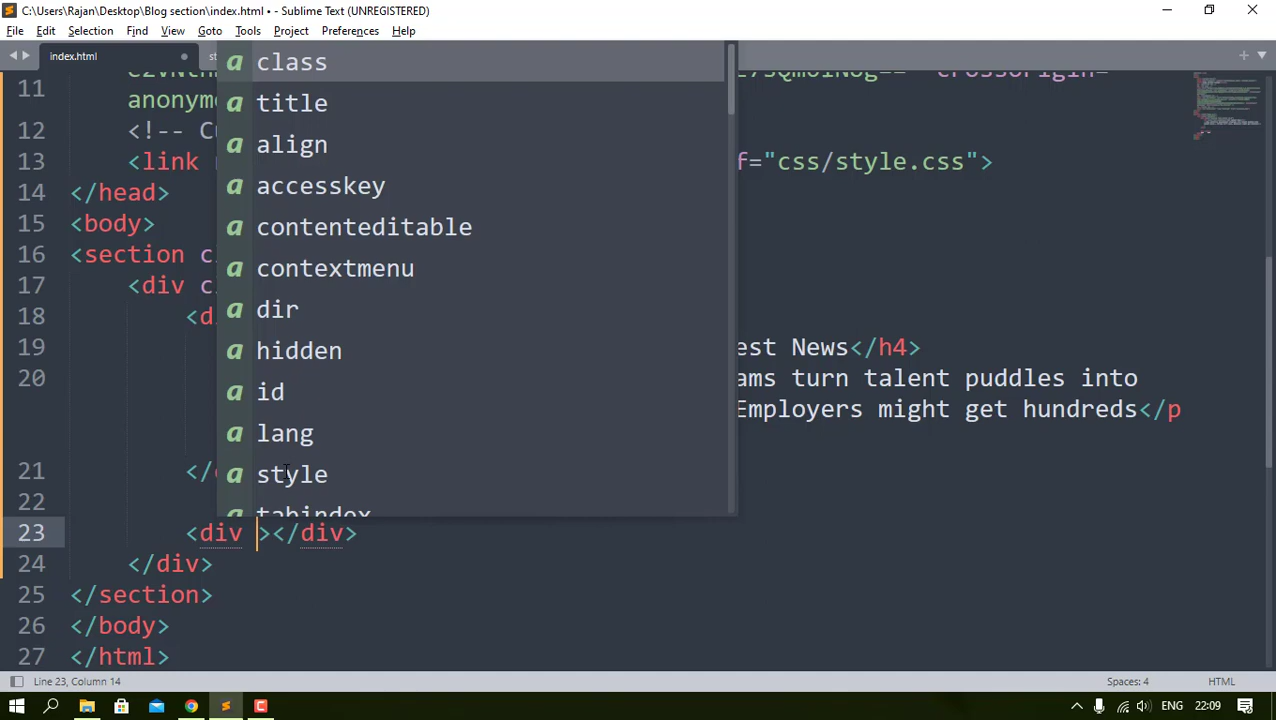 C:\Users\Rajan\Desktop\Blog section\index.html • - Sublime Text (UNREGISTERED)
File Edit Selection Find View Goto Tools Project Preferences Help
index.html
class
11
title
anonym
12 <!-- C
align
13 <link f="css/style.css">
accesskey
14 </head>
15 <body>
contenteditable
16 <section c
contextmenu
17 <div c
dir
18 <d
19 est News</h4>
hidden
20 ams turn talent puddles into
id
Employers might get hundreds</p
lang
21 </
style
22
tabindex
23 <div ></div>
24 </div>
25 </section>
26 </body>
27 </html>
Line 23, Column 14 Spaces: 4 HTML
ENG 22:09